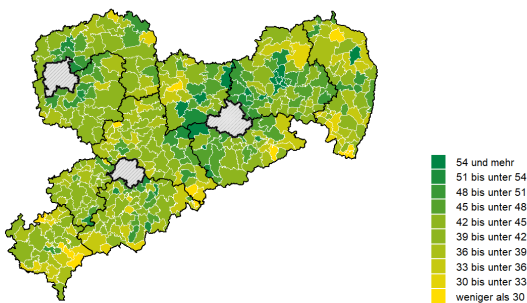 54 und mehr
51 bis unter 54
48 bis unter 51
45 bis unter 48
42 bis unter 45
39 bis unter 42
36 bis unter 39
33 bis unter 36
30 bis unter 33
weniger als 30